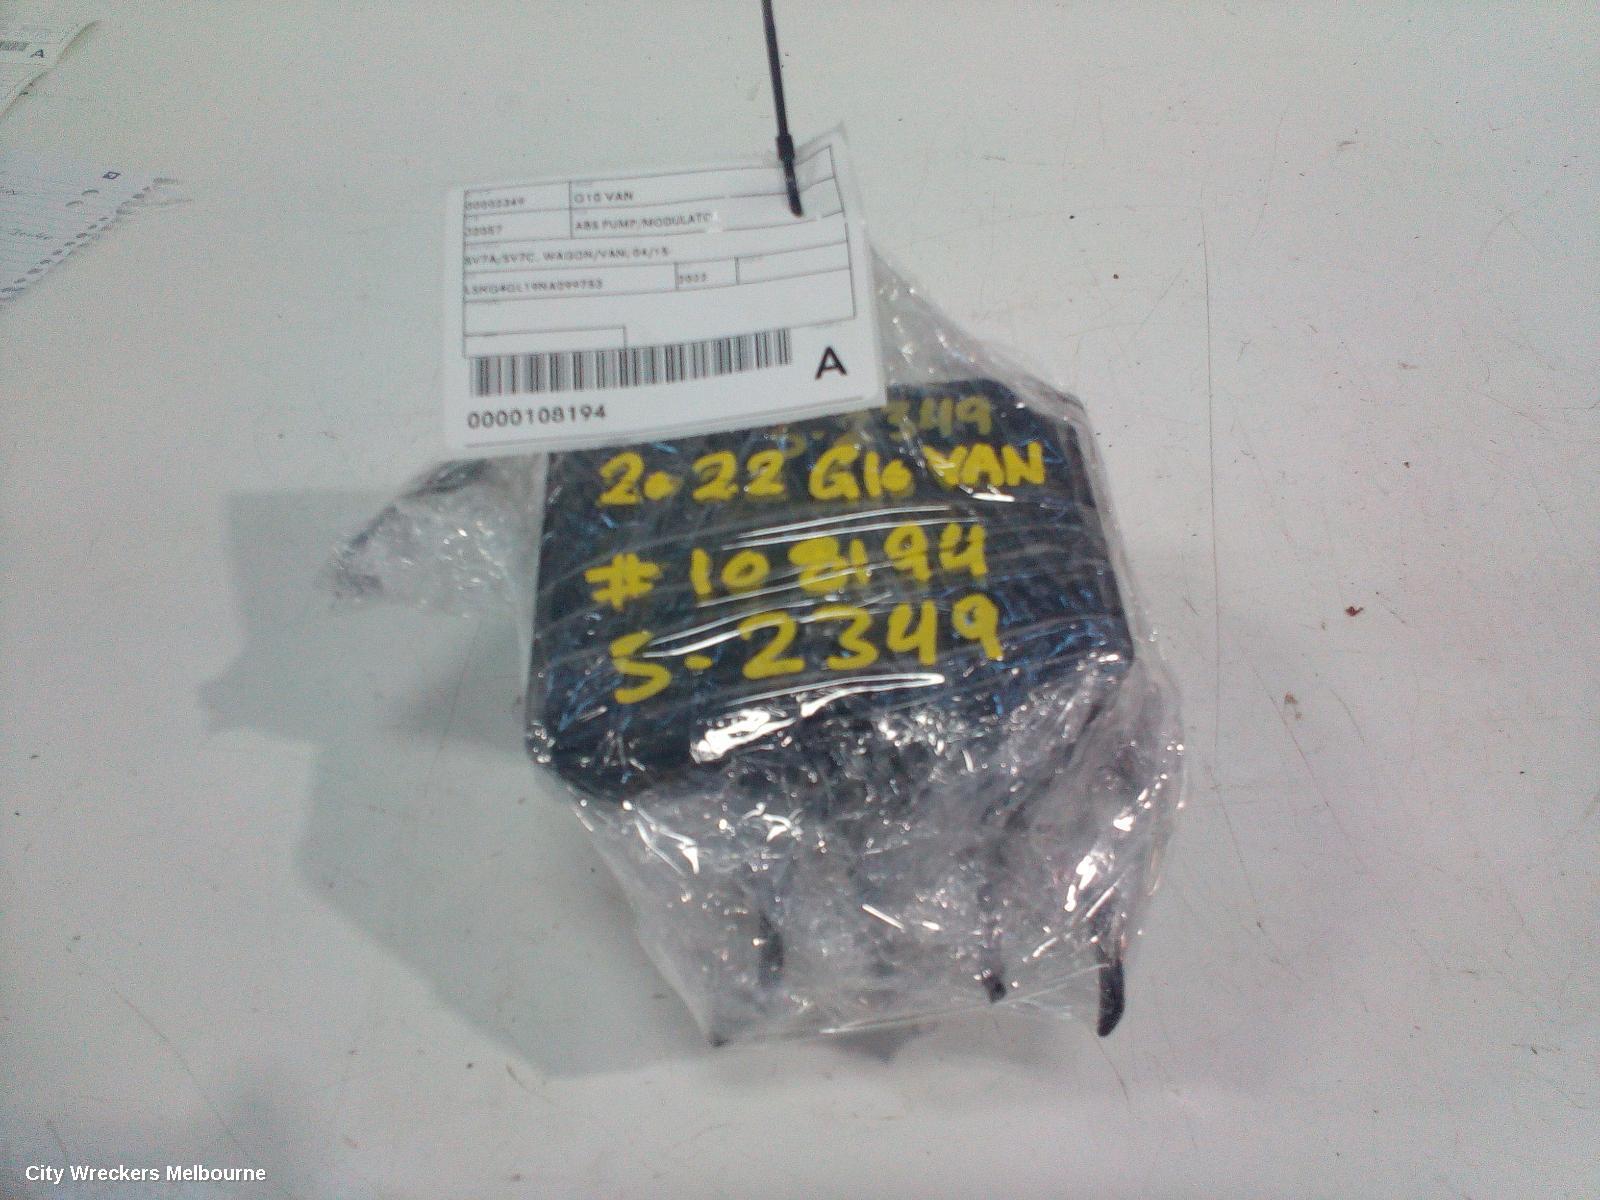 G10 VAN
ABS PUMP/MODULATO
SV7A/SV7C, WAGON/VAN, 04/15-
A
0000108194
S-2349
2022 G10 VAN
# 108194
S-2349
A
City Wreckers Melbourne